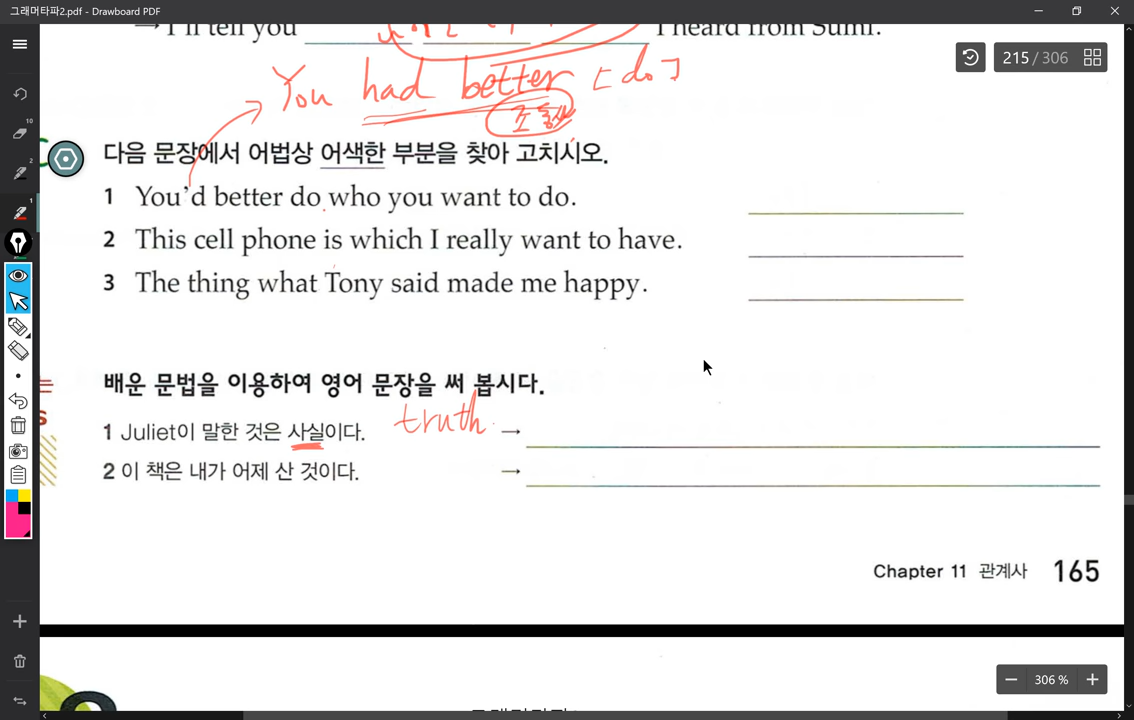 그래머타파2.pdf - Drawboard PDF
→ I'll tell you I heard from Sumi.
215 / 306
You had better [do]
조동사
다음 문장에서 어법상 어색한 부분을 찾아 고치시오.
1 You'd better do who you want to do.
2 This cell phone is which I really want to have.
3 The thing what Tony said made me happy.
배운 문법을 이용하여 영어 문장을 써 봅시다.
1 Juliet이 말한 것은 사실이다. truth →
2 이 책은 내가 어제 산 것이다. →
Chapter 11 관계사 165
306 %